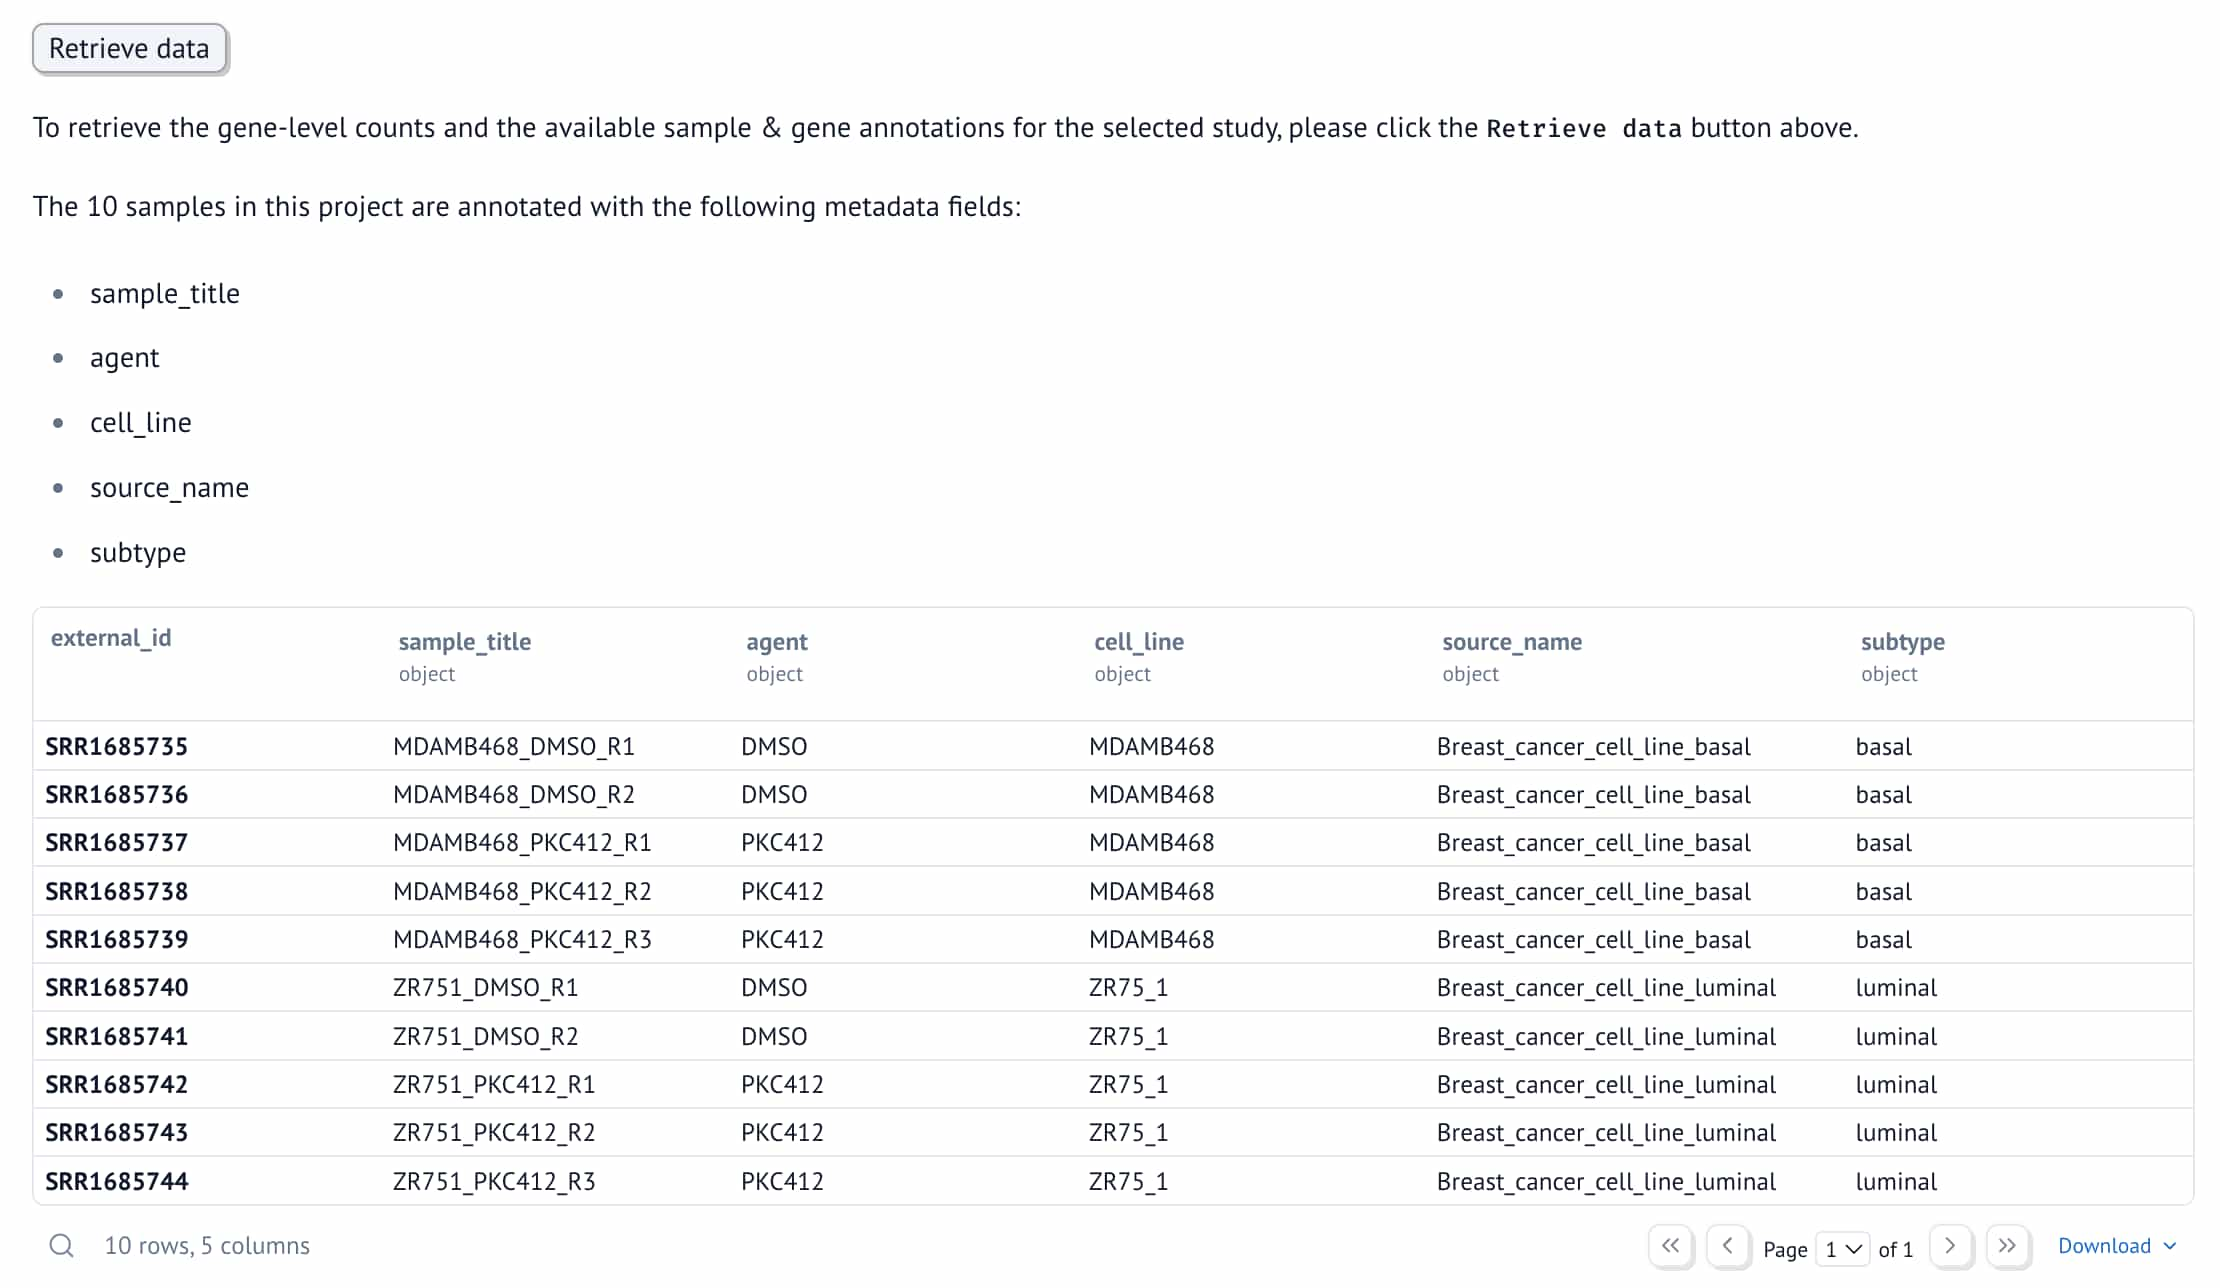 Retrieve data
To retrieve the gene-level counts and the available sample & gene annotations for the selected study, please click the Retrieve data button above.
The 10 samples in this project are annotated with the following metadata fields:
• sample_title
• agent
• cell_line
• source_name
• subtype
external_id sample_title agent cell_line source_name subtype
object object object object object
SRR1685735 MDAMB468_DMSO_R1 DMSO MDAMB468 Breast_cancer_cell_line_basal basal
SRR1685736 MDAMB468_DMSO_R2 DMSO MDAMB468 Breast_cancer_cell_line_basal basal
SRR1685737 MDAMB468_PKC412_R1 PKC412 MDAMB468 Breast_cancer_cell_line_basal basal
SRR1685738 MDAMB468_PKC412_R2 PKC412 MDAMB468 Breast_cancer_cell_line_basal basal
SRR1685739 MDAMB468_PKC412_R3 PKC412 MDAMB468 Breast_cancer_cell_line_basal basal
SRR1685740 ZR751_DMSO_R1 DMSO ZR75_1 Breast_cancer_cell_line_luminal luminal
SRR1685741 ZR751_DMSO_R2 DMSO ZR75_1 Breast_cancer_cell_line_luminal luminal
SRR1685742 ZR751_PKC412_R1 PKC412 ZR75_1 Breast_cancer_cell_line_luminal luminal
SRR1685743 ZR751_PKC412_R2 PKC412 ZR75_1 Breast_cancer_cell_line_luminal luminal
SRR1685744 ZR751_PKC412_R3 PKC412 ZR75_1 Breast_cancer_cell_line_luminal luminal
10 rows, 5 columns Page 1 of 1 Download